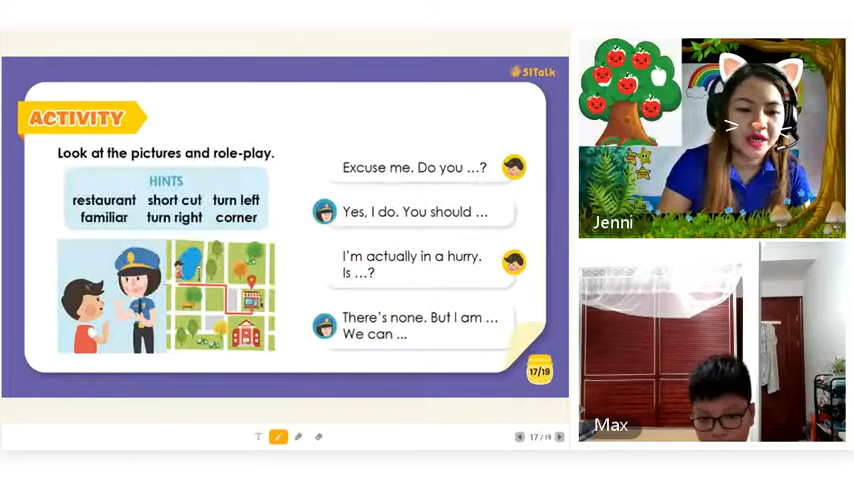 51Talk
ACTIVITY
Look at the pictures and role-play.
HINTS
restaurant short cut turn left
familiar turn right corner
Excuse me. Do you ...?
Yes, I do. You should ...
I'm actually in a hurry.
Is ...?
There's none. But I am ...
We can ...
17/19
T
17 / 19
Jenni
Max